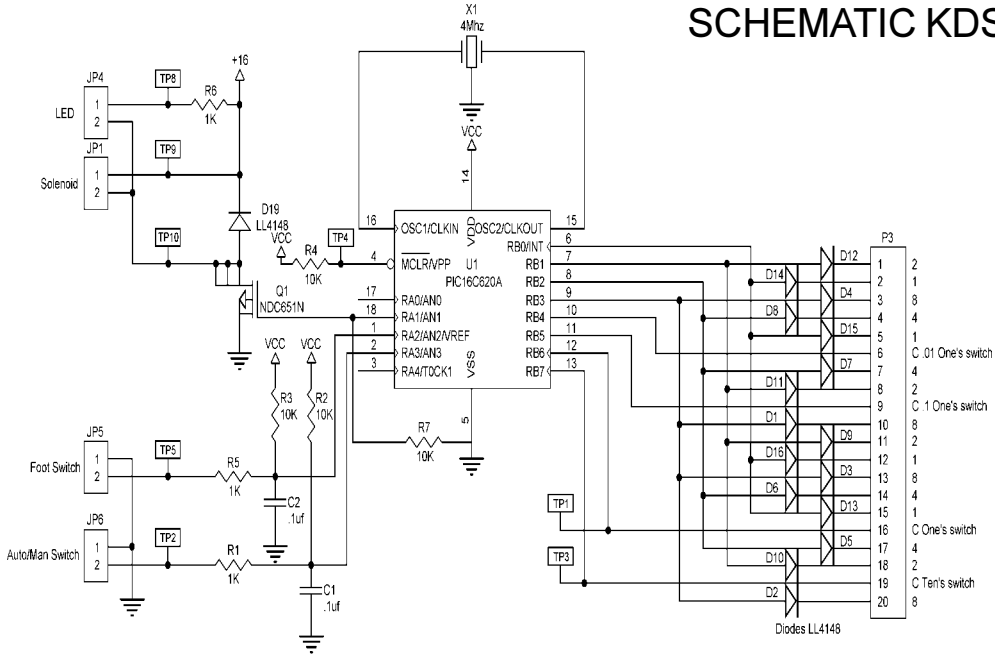 SCHEMATIC KDS
X1
4Mhz
+16
JP4
TP8
R6
1K
LED
1
2
JP1
TP9
Solenoid
1
2
VCC
14
VDD
D19
LL4148
TP10
VCC
R4
10K
TP4
Q1
NDC651N
16
OSC1/CLKIN
OSC2/CLKOUT
15
RB0/INT
6
4
MCLR/VPP
U1
PIC16C620A
RB1
7
RB2
8
17
RA0/AN0
RB3
9
18
RA1/AN1
RB4
10
1
RA2/AN2/VREF
RB5
11
2
RA3/AN3
RB6
12
3
RA4/T0CK1
RB7
13
VSS
5
VCC
VCC
R3
10K
R2
10K
R7
10K
JP5
Foot Switch
1
2
TP5
R5
1K
C2
.1uf
JP6
Auto/Man Switch
1
2
TP2
R1
1K
C1
.1uf
TP1
TP3
P3
D12
D14
D4
D8
D15
D7
D11
D1
D9
D16
D3
D6
D13
D5
D10
D2
Diodes LL4148
1 2
2 1
3 8
4 4
5 1
6 C .01 One's switch
7 4
8 2
9 C .1 One's switch
10 8
11 2
12 1
13 8
14 4
15 1
16 C One's switch
17 4
18 2
19 C Ten's switch
20 8